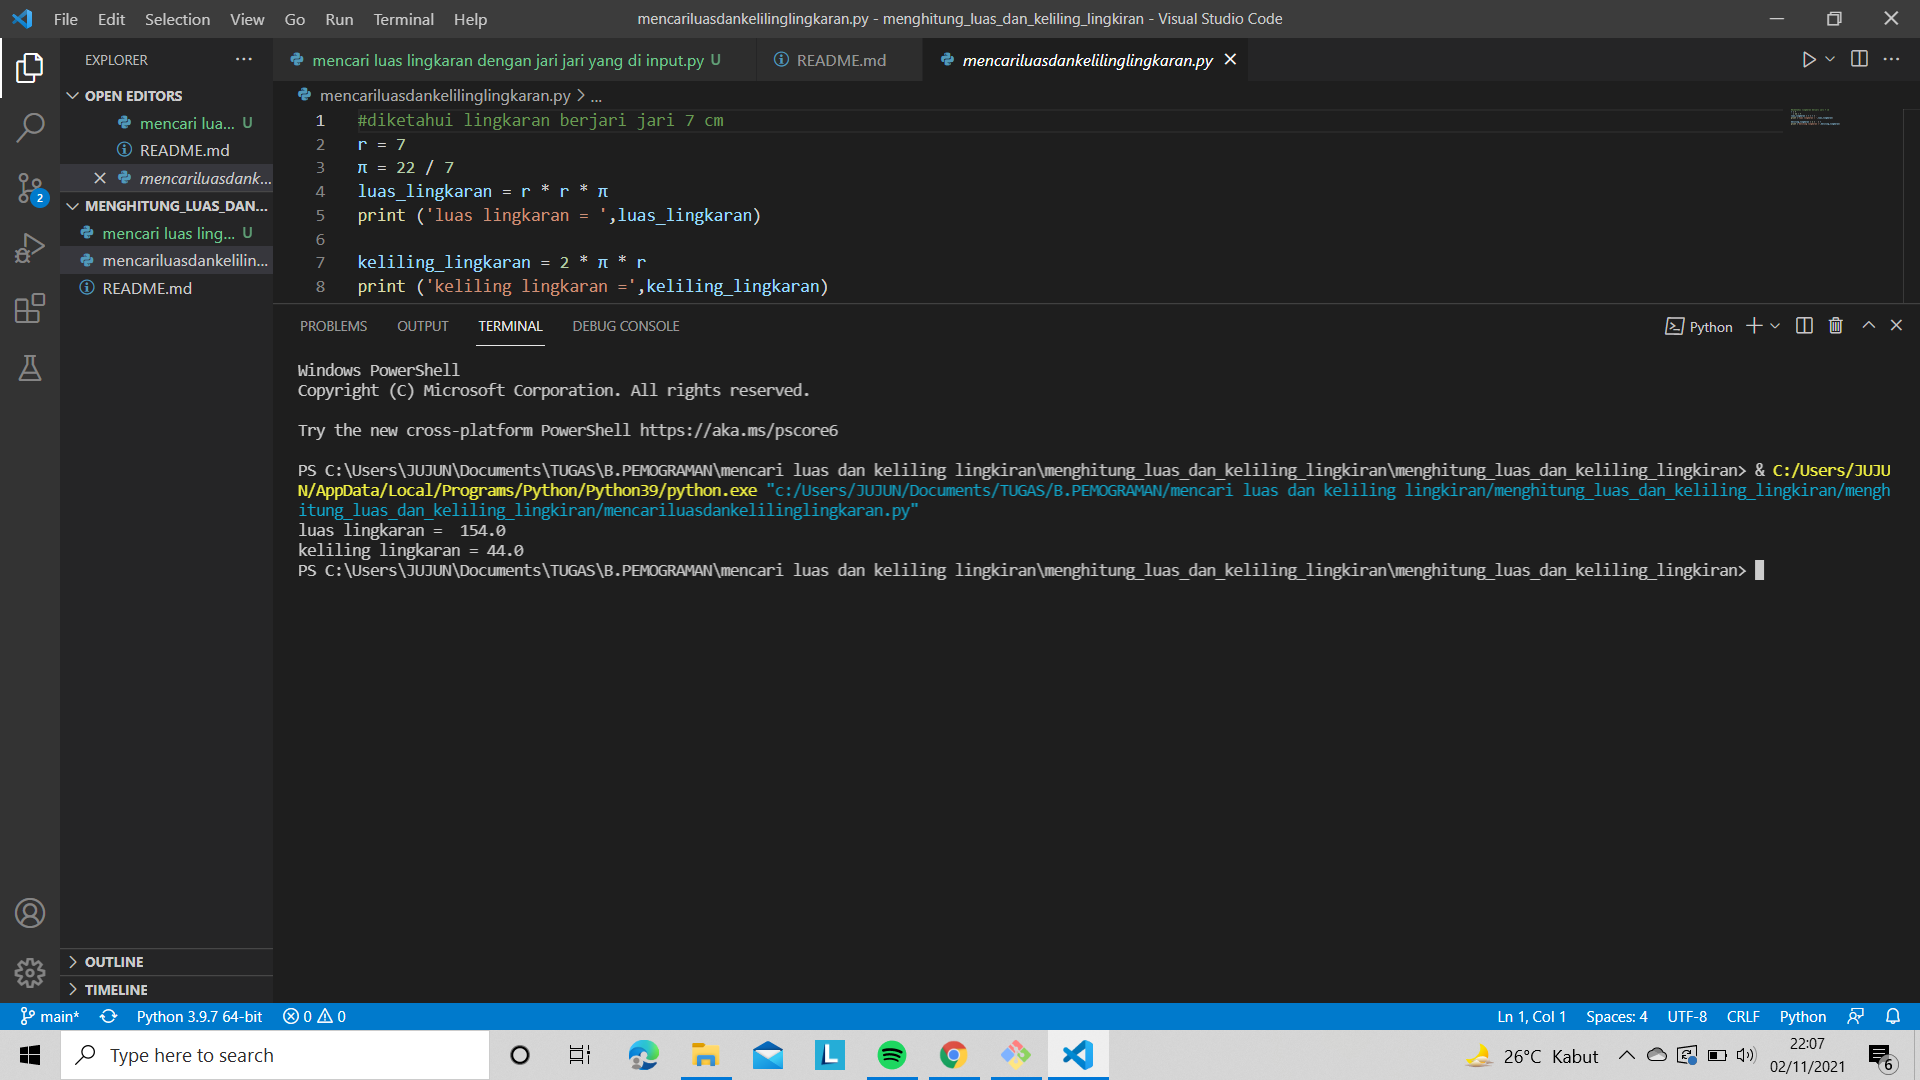 File Edit Selection View Go Run Terminal Help mencariluasdankelilinglingkaran.py - menghitung_luas_dan_keliling_lingkiran - Visual Studio Code
EXPLORER
mencari luas lingkaran dengan jari jari yang di input.py U README.md mencariluasdankelilinglingkaran.py
OPEN EDITORS
mencari lua... U
README.md
mencariluasdank...
MENGHITUNG_LUAS_DAN...
mencari luas ling... U
mencariluasdankelilin...
README.md
OUTLINE
TIMELINE
mencariluasdankelilinglingkaran.py > ...
1 #diketahui lingkaran berjari jari 7 cm
2 r = 7
3 π = 22 / 7
4 luas_lingkaran = r * r * π
5 print ('luas lingkaran = ',luas_lingkaran)
6
7 keliling_lingkaran = 2 * π * r
8 print ('keliling lingkaran =',keliling_lingkaran)
PROBLEMS OUTPUT TERMINAL DEBUG CONSOLE Python
Windows PowerShell
Copyright (C) Microsoft Corporation. All rights reserved.
Try the new cross-platform PowerShell https://aka.ms/pscore6
PS C:\Users\JUJUN\Documents\TUGAS\B.PEMOGRAMAN\mencari luas dan keliling lingkiran\menghitung_luas_dan_keliling_lingkiran\menghitung_luas_dan_keliling_lingkiran> & C:/Users/JUJU
N/AppData/Local/Programs/Python/Python39/python.exe "c:/Users/JUJUN/Documents/TUGAS/B.PEMOGRAMAN/mencari luas dan keliling lingkiran/menghitung_luas_dan_keliling_lingkiran/mengh
itung_luas_dan_keliling_lingkiran/mencariluasdankelilinglingkaran.py"
luas lingkaran =  154.0
keliling lingkaran = 44.0
PS C:\Users\JUJUN\Documents\TUGAS\B.PEMOGRAMAN\mencari luas dan keliling lingkiran\menghitung_luas_dan_keliling_lingkiran\menghitung_luas_dan_keliling_lingkiran>
2
main* Python 3.9.7 64-bit 0 0 Ln 1, Col 1 Spaces: 4 UTF-8 CRLF Python
Type here to search L 26°C Kabut 22:07
02/11/2021 6